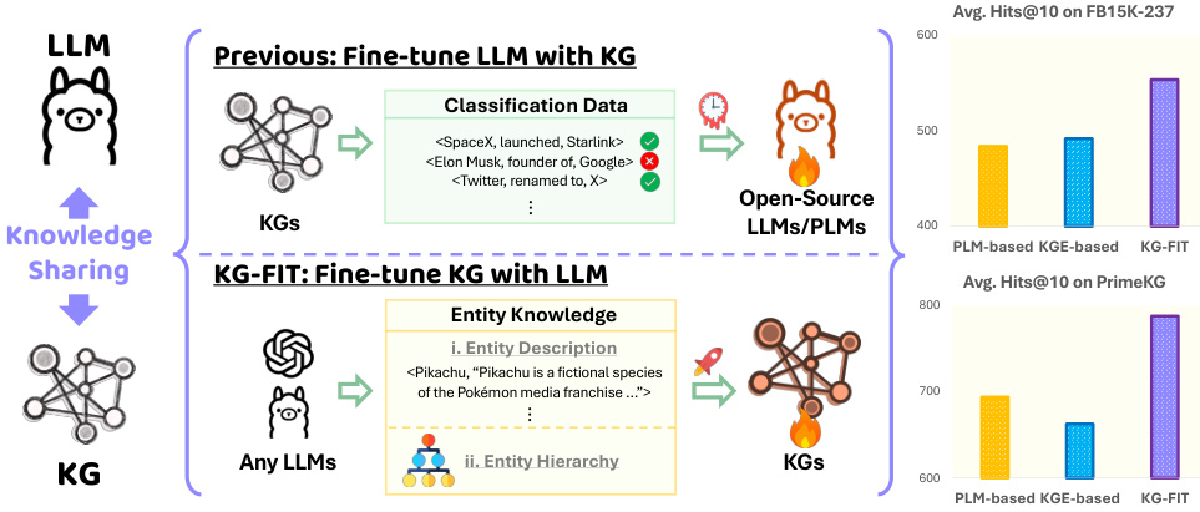 LLM
Knowledge
Sharing
KG
Previous: Fine-tune LLM with KG
KGs
Classification Data
<SpaceX, launched, Starlink>
<Elon Musk, founder of, Google>
<Twitter, renamed to, X>
⋮
Open-Source
LLMs/PLMs
KG-FIT: Fine-tune KG with LLM
Any LLMs
Entity Knowledge
i. Entity Description
<Pikachu, “Pikachu is a fictional species
of the Pokémon media franchise ...”>
⋮
ii. Entity Hierarchy
KGs
Avg. Hits@10 on FB15K-237
600
500
400
PLM-based KGE-based KG-FIT
Avg. Hits@10 on PrimeKG
800
700
600
PLM-based KGE-based KG-FIT